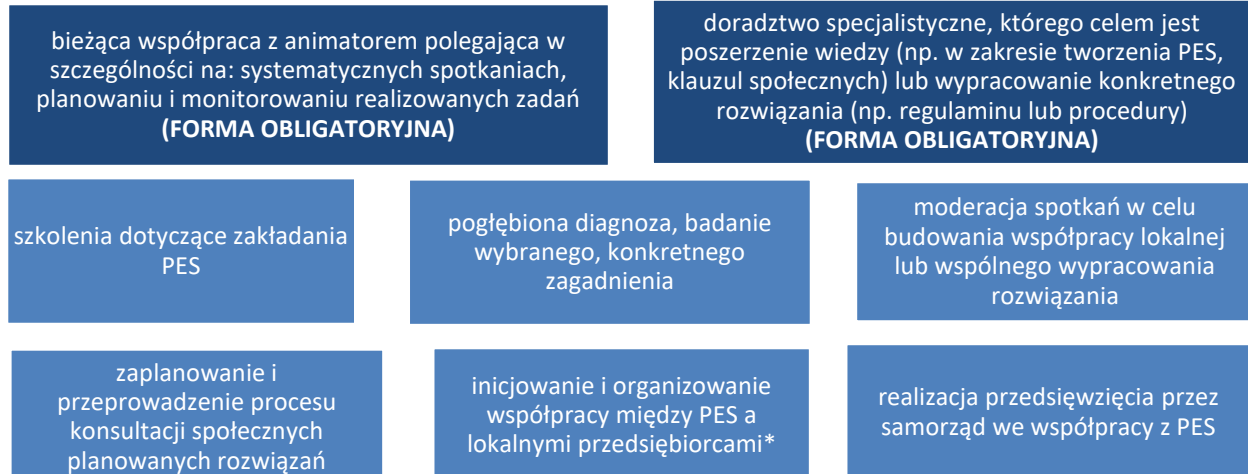 bieżąca współpraca z animatorem polegająca w
szczególności na: systematycznych spotkaniach,
planowaniu i monitorowaniu realizowanych zadań
(FORMA OBLIGATORYJNA)
doradztwo specjalistyczne, którego celem jest
poszerzenie wiedzy (np. w zakresie tworzenia PES,
klauzul społecznych) lub wypracowanie konkretnego
rozwiązania (np. regulaminu lub procedury)
(FORMA OBLIGATORYJNA)
szkolenia dotyczące zakładania
PES
pogłębiona diagnoza, badanie
wybranego, konkretnego
zagadnienia
moderacja spotkań w celu
budowania współpracy lokalnej
lub wspólnego wypracowania
rozwiązania
zaplanowanie i
przeprowadzenie procesu
konsultacji społecznych
planowanych rozwiązań
inicjowanie i organizowanie
współpracy między PES a
lokalnymi przedsiębiorcami*
realizacja przedsięwzięcia przez
samorząd we współpracy z PES